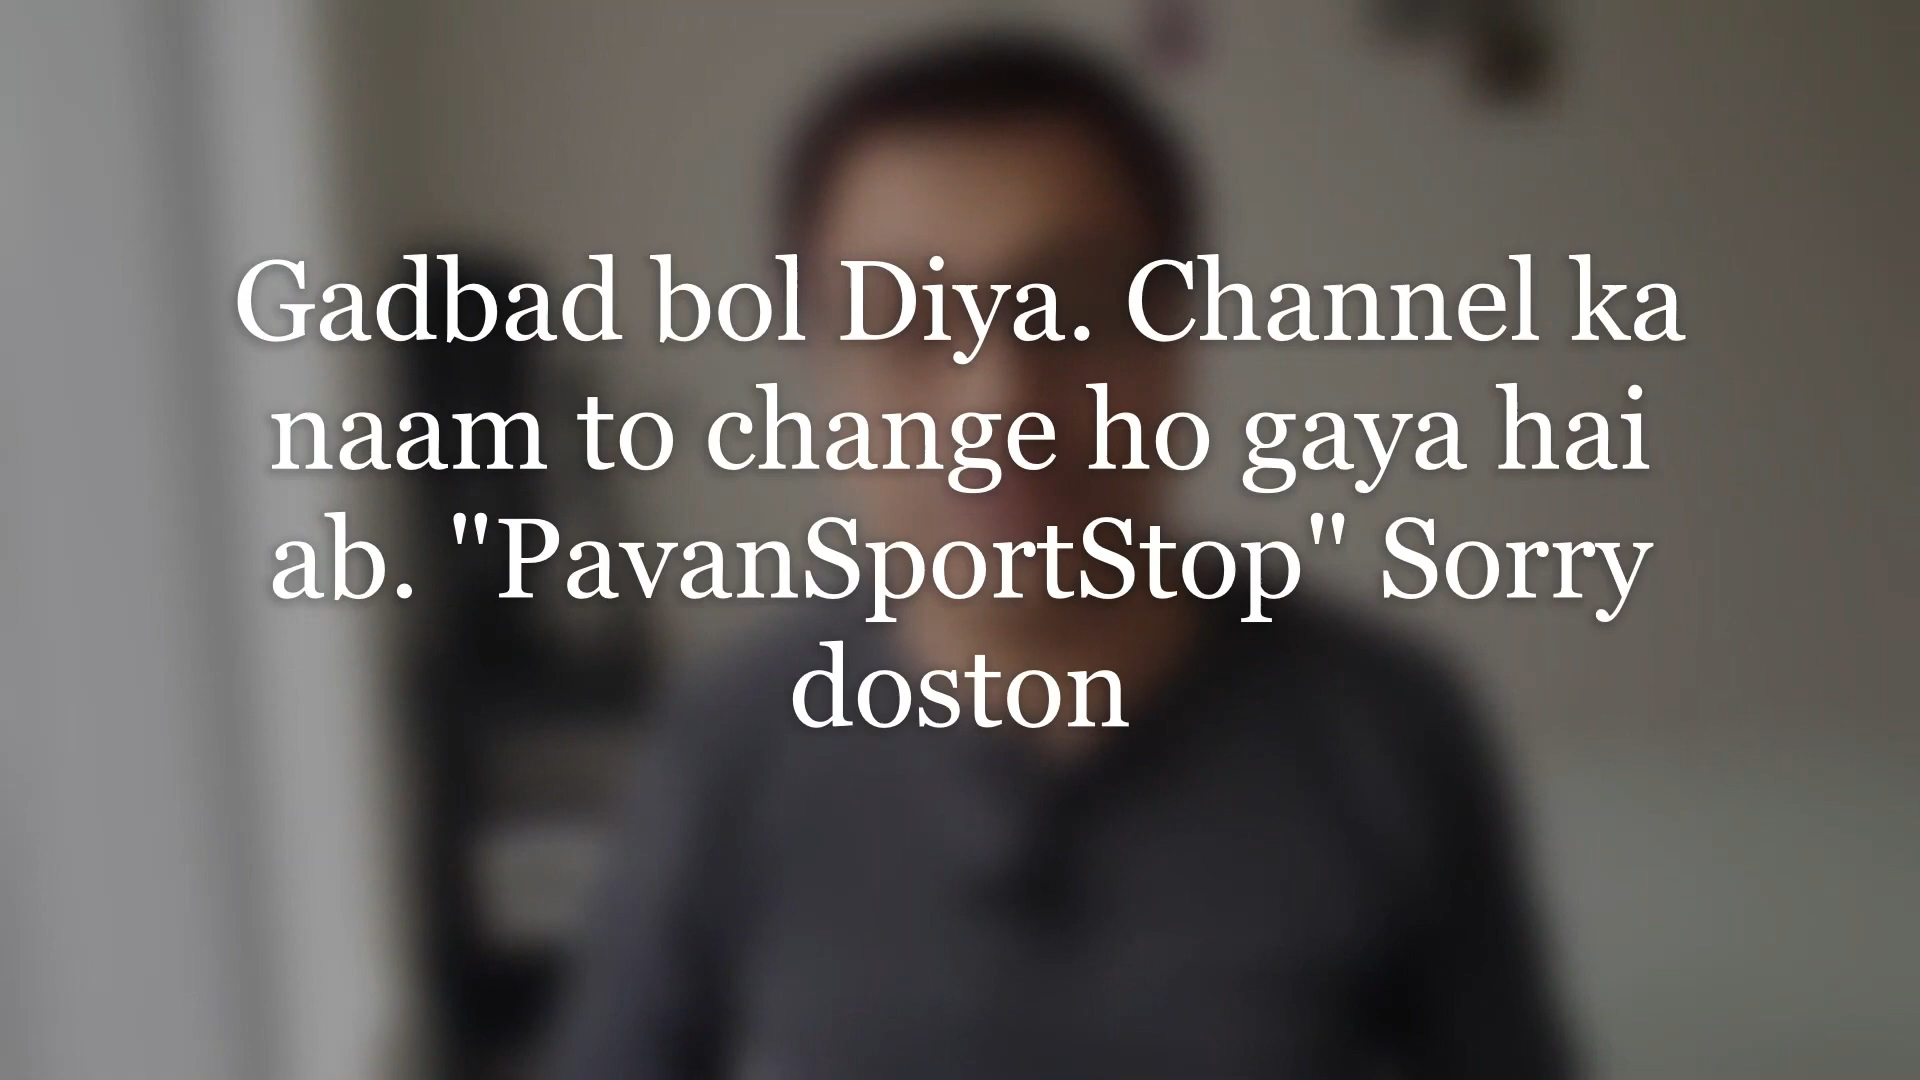 Gadbad bol Diya. Channel ka
naam to change ho gaya hai
ab. "PavanSportStop" Sorry
doston